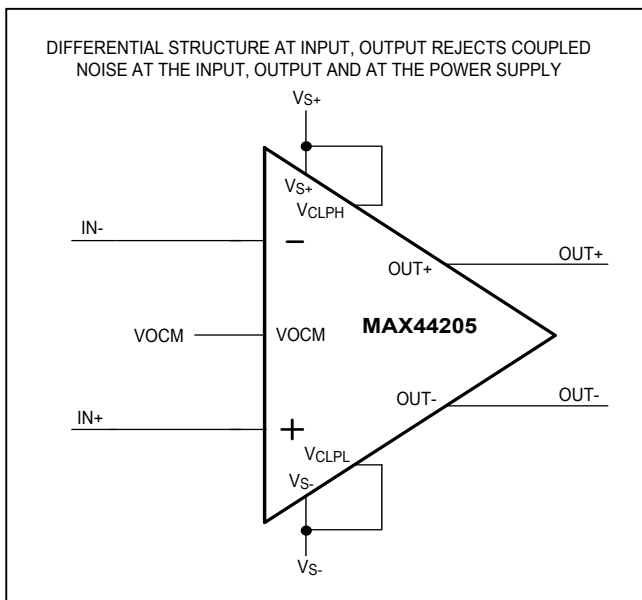 DIFFERENTIAL STRUCTURE AT INPUT, OUTPUT REJECTS COUPLED
NOISE AT THE INPUT, OUTPUT AND AT THE POWER SUPPLY
VS+
VS+
VCLPH
IN-
−
OUT+
OUT+
VOCM
VOCM
MAX44205
OUT-
OUT-
IN+
+
VCLPL
VS-
VS-